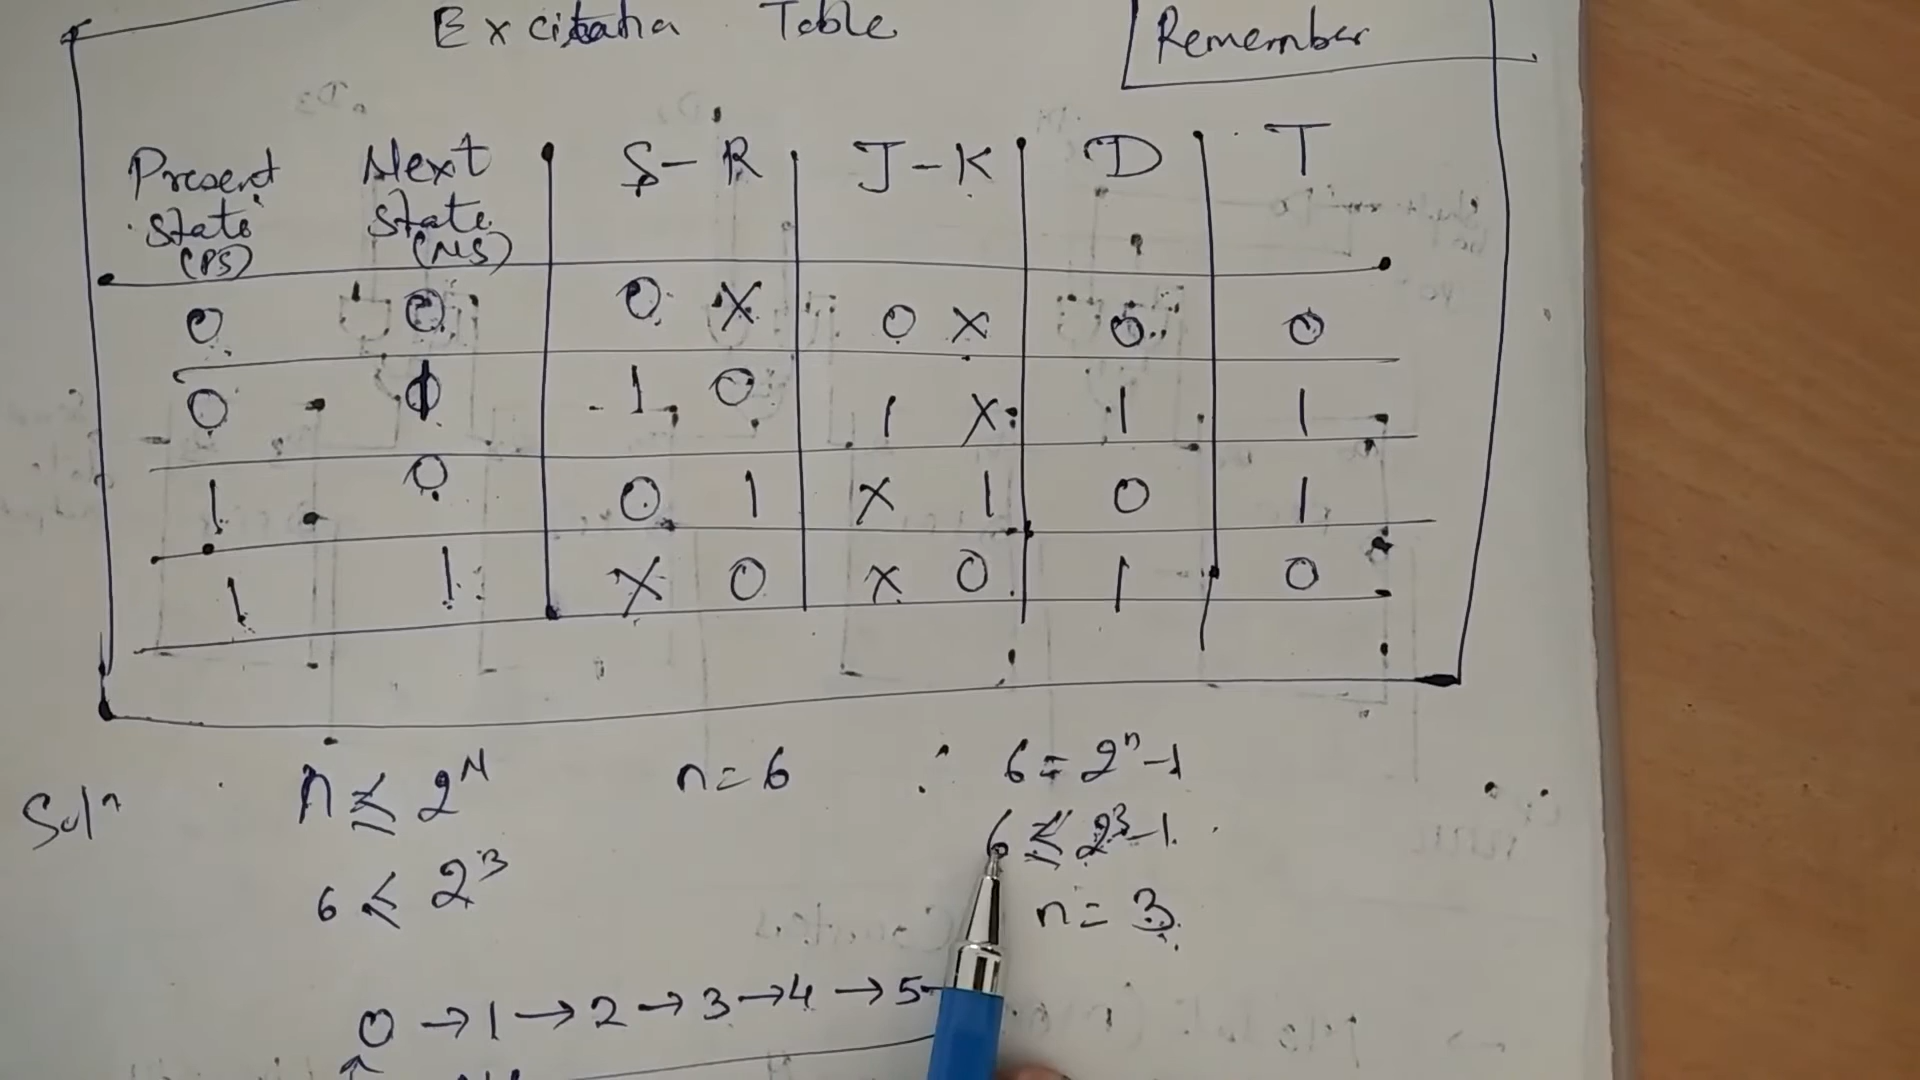 Excitation Table
Remember
Present state (PS) Next state (NS) S-R J-K D T
0 0 0 X 0 X 0 0
0 1 1 0 1 X 1 1
1 0 0 1 X 1 0 1
1 1 X 0 X 0 1 0
Soln n ≤ 2^N n = 6 ∴ 6 = 2^n - 1
6 ≤ 2^3 - 1
6 ≤ 2^3 n = 3
0 → 1 → 2 → 3 → 4 → 5